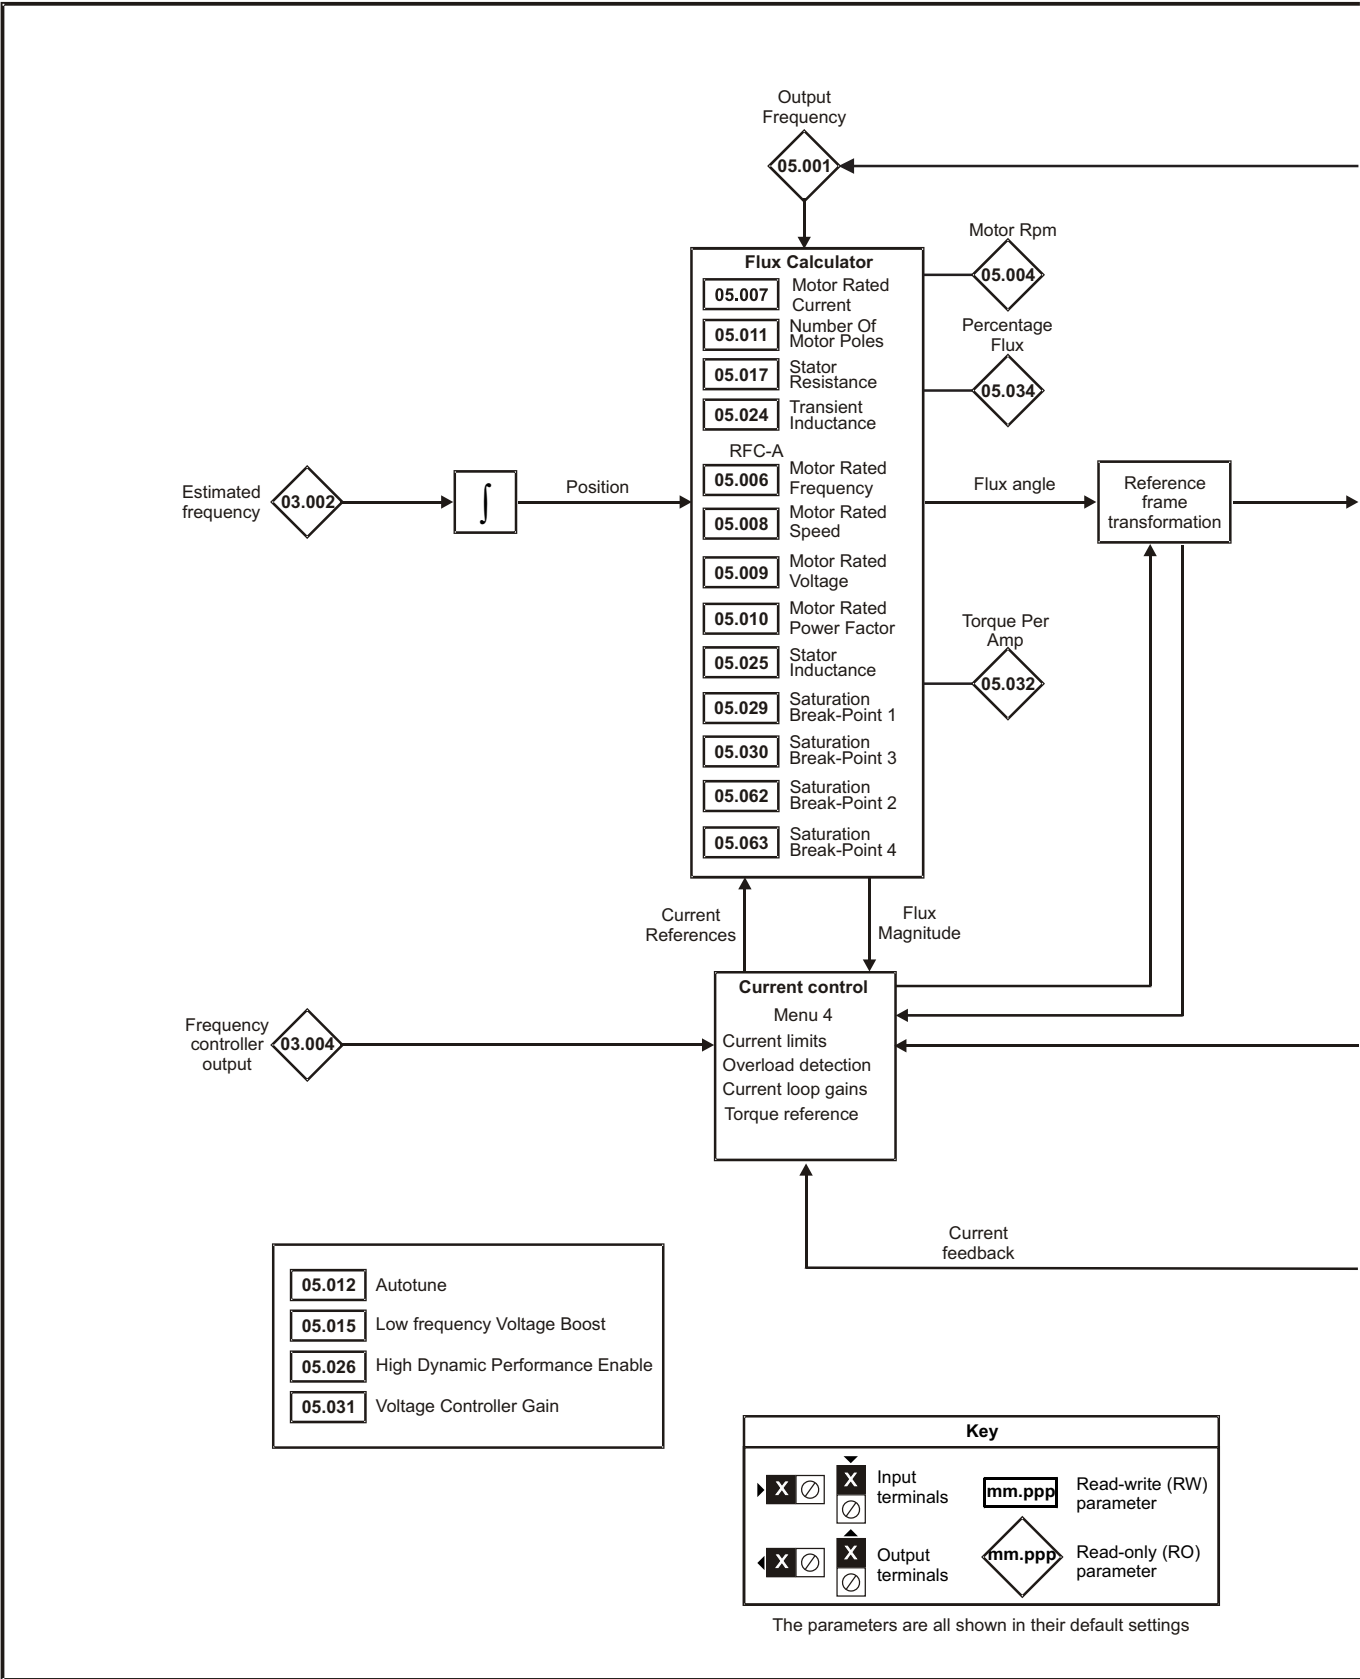 Output
Frequency
05.001
Motor Rpm
05.004
Percentage
Flux
05.034
Flux Calculator
05.007
Motor Rated
Current
05.011
Number Of
Motor Poles
05.017
Stator
Resistance
05.024
Transient
Inductance
RFC-A
05.006
Motor Rated
Frequency
05.008
Motor Rated
Speed
05.009
Motor Rated
Voltage
05.010
Motor Rated
Power Factor
05.025
Stator
Inductance
05.029
Saturation
Break-Point 1
05.030
Saturation
Break-Point 3
05.062
Saturation
Break-Point 2
05.063
Saturation
Break-Point 4
Estimated
frequency
03.002
∫
Position
Flux angle
Reference
frame
transformation
Torque Per
Amp
05.032
Current
References
Flux
Magnitude
Frequency
controller
output
03.004
Current control
Menu 4
Current limits
Overload detection
Current loop gains
Torque reference
Current
feedback
05.012
Autotune
05.015
Low frequency Voltage Boost
05.026
High Dynamic Performance Enable
05.031
Voltage Controller Gain
Key
X
X
Input
terminals
mm.ppp
Read-write (RW)
parameter
X
X
Output
terminals
mm.ppp
Read-only (RO)
parameter
The parameters are all shown in their default settings